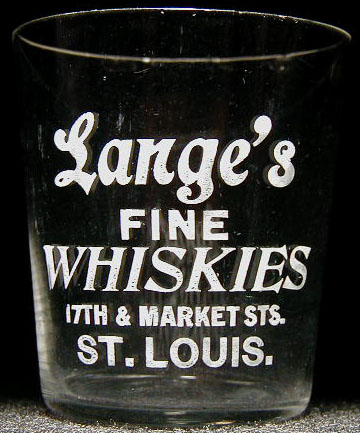 Lange's
FINE
WHISKIES
17TH & MARKET STS.
ST. LOUIS.